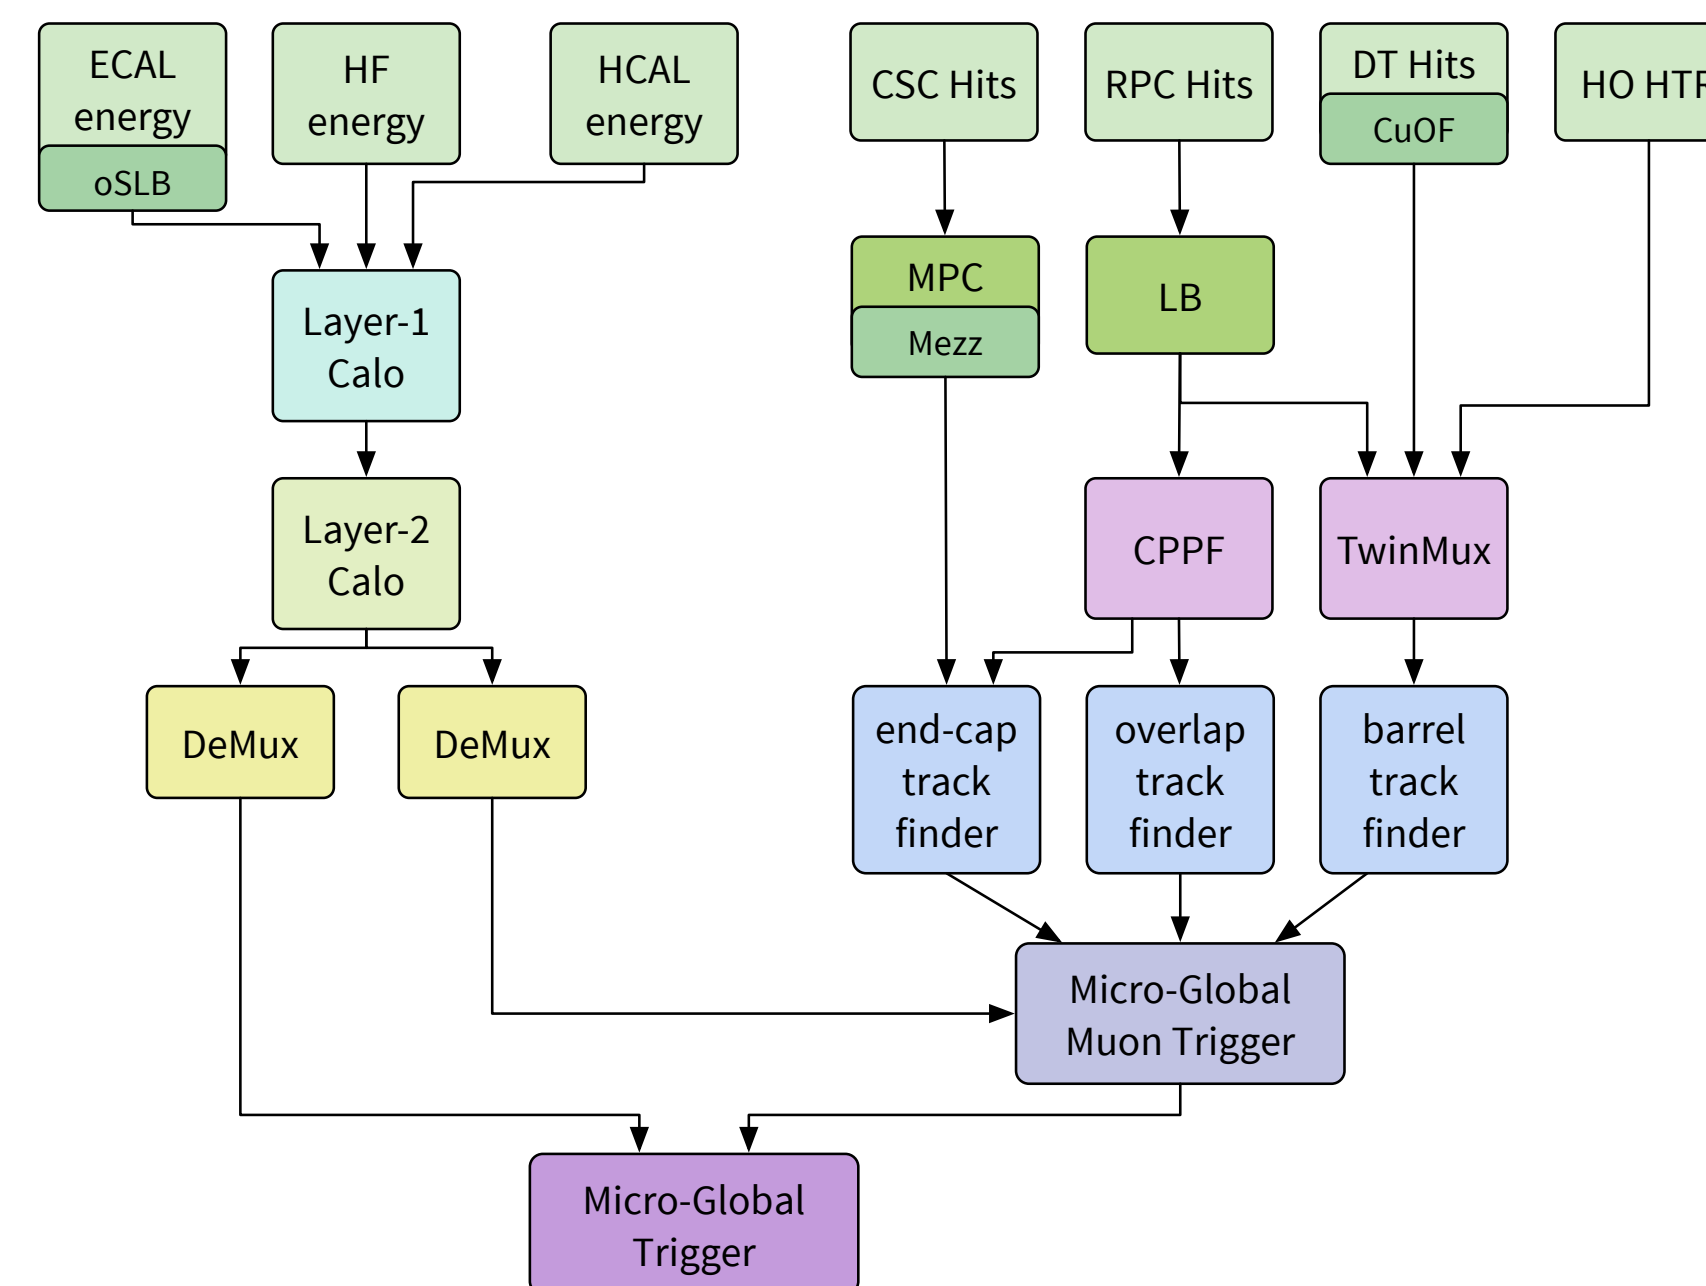 ECAL
energy
oSLB
HF
energy
HCAL
energy
CSC Hits
RPC Hits
DT Hits
CuOF
HO HTR
MPC
Mezz
LB
Layer-1
Calo
Layer-2
Calo
CPPF
TwinMux
DeMux
DeMux
end-cap
track
finder
overlap
track
finder
barrel
track
finder
Micro-Global
Muon Trigger
Micro-Global
Trigger